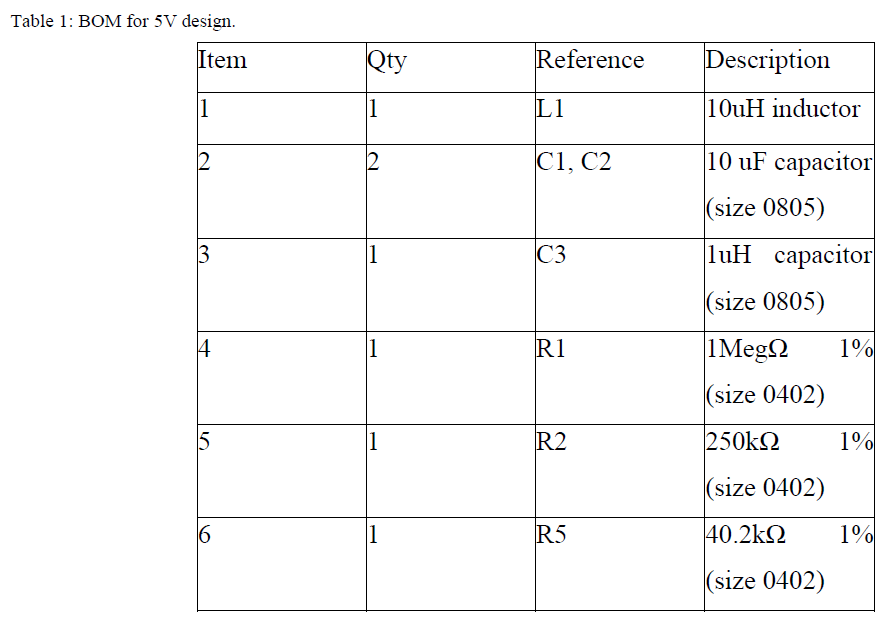 Table 1: BOM for 5V design.
Item Qty Reference Description
1 1 L1 10uH inductor
2 2 C1, C2 10 uF capacitor
(size 0805)
3 1 C3 1uH capacitor
(size 0805)
4 1 R1 1MegΩ 1%
(size 0402)
5 1 R2 250kΩ 1%
(size 0402)
6 1 R5 40.2kΩ 1%
(size 0402)